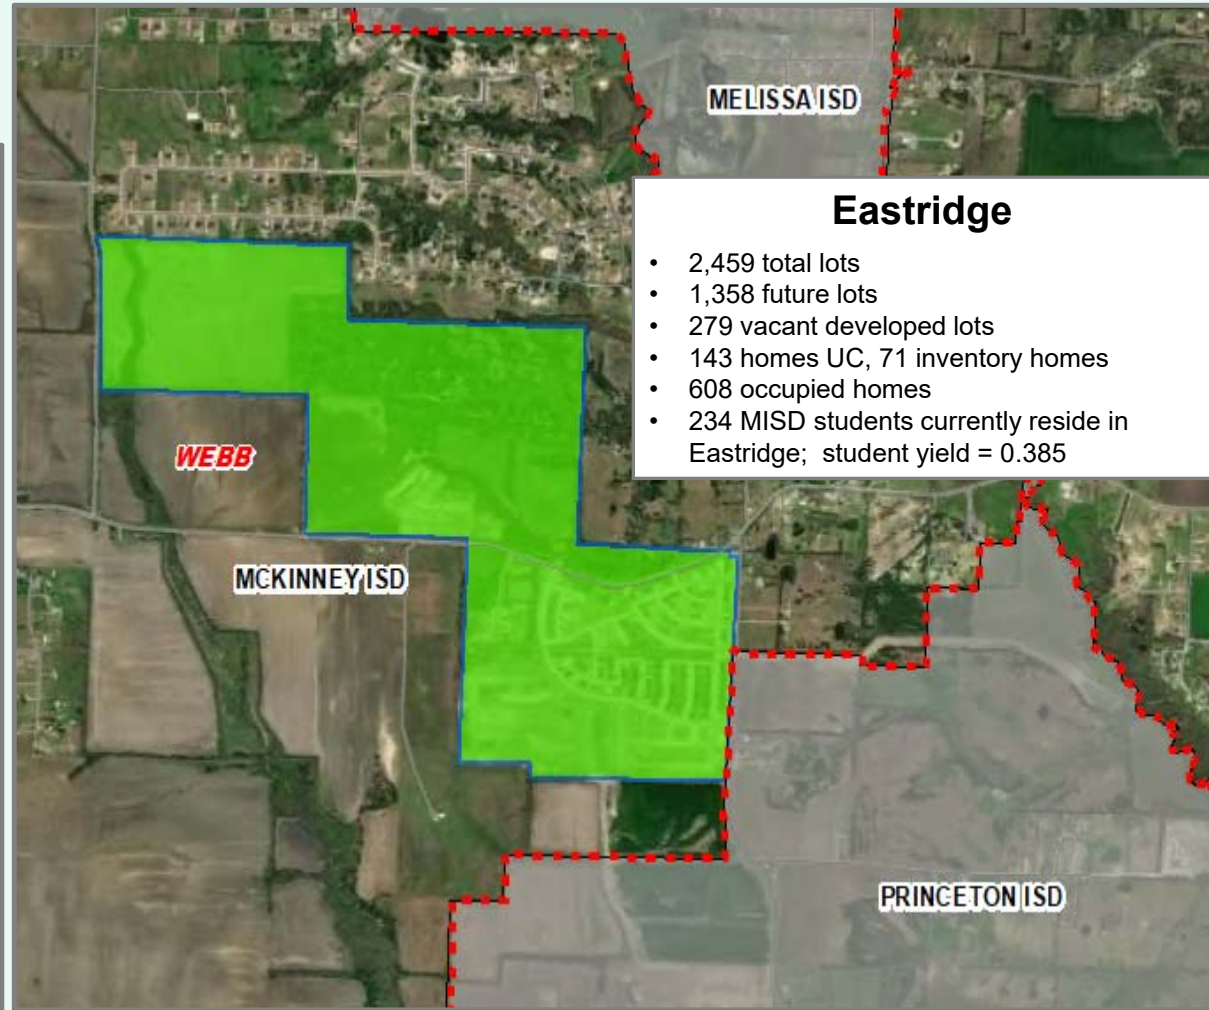 MELISSA ISD
Eastridge
• 2,459 total lots
• 1,358 future lots
• 279 vacant developed lots
• 143 homes UC, 71 inventory homes
• 608 occupied homes
• 234 MISD students currently reside in
Eastridge; student yield = 0.385
WEBB
MCKINNEY ISD
PRINCETON ISD